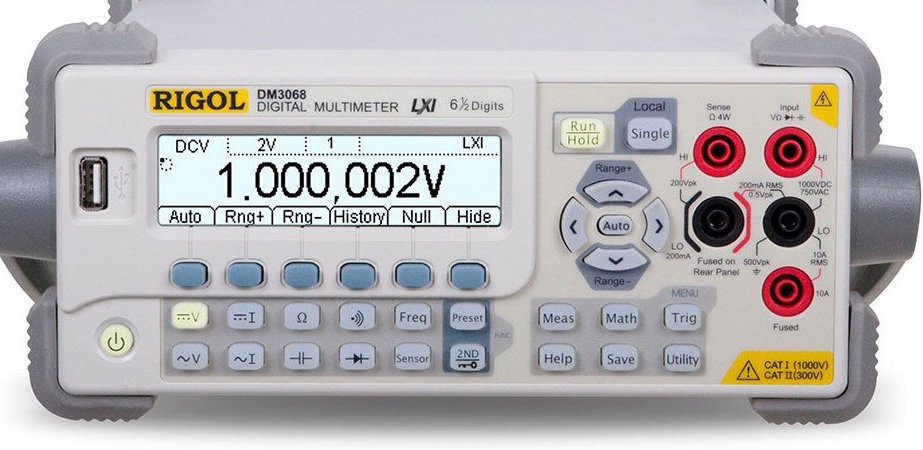 RIGOL DM3068
DIGITAL MULTIMETER LXI 6½Digits
DCV 2V 1 LXI
1.000,002V
Auto Rng+ Rng- History Null Hide
Local
Run
Hold
Single
Range+
Auto
Range-
Sense
Ω 4W
Input
VΩ
HI
HI
200Vpk
200mA RMS
0.5Vpk
1000VDC
750VAC
LO
200mA
LO
Fused on
Rear Panel
500Vpk
10A
RMS
10A
Fused
V I Ω Freq Preset
FUNC
~V ~I Sensor 2ND
MENU
Meas Math Trig
Help Save Utility
CAT I (1000V)
CAT II(300V)